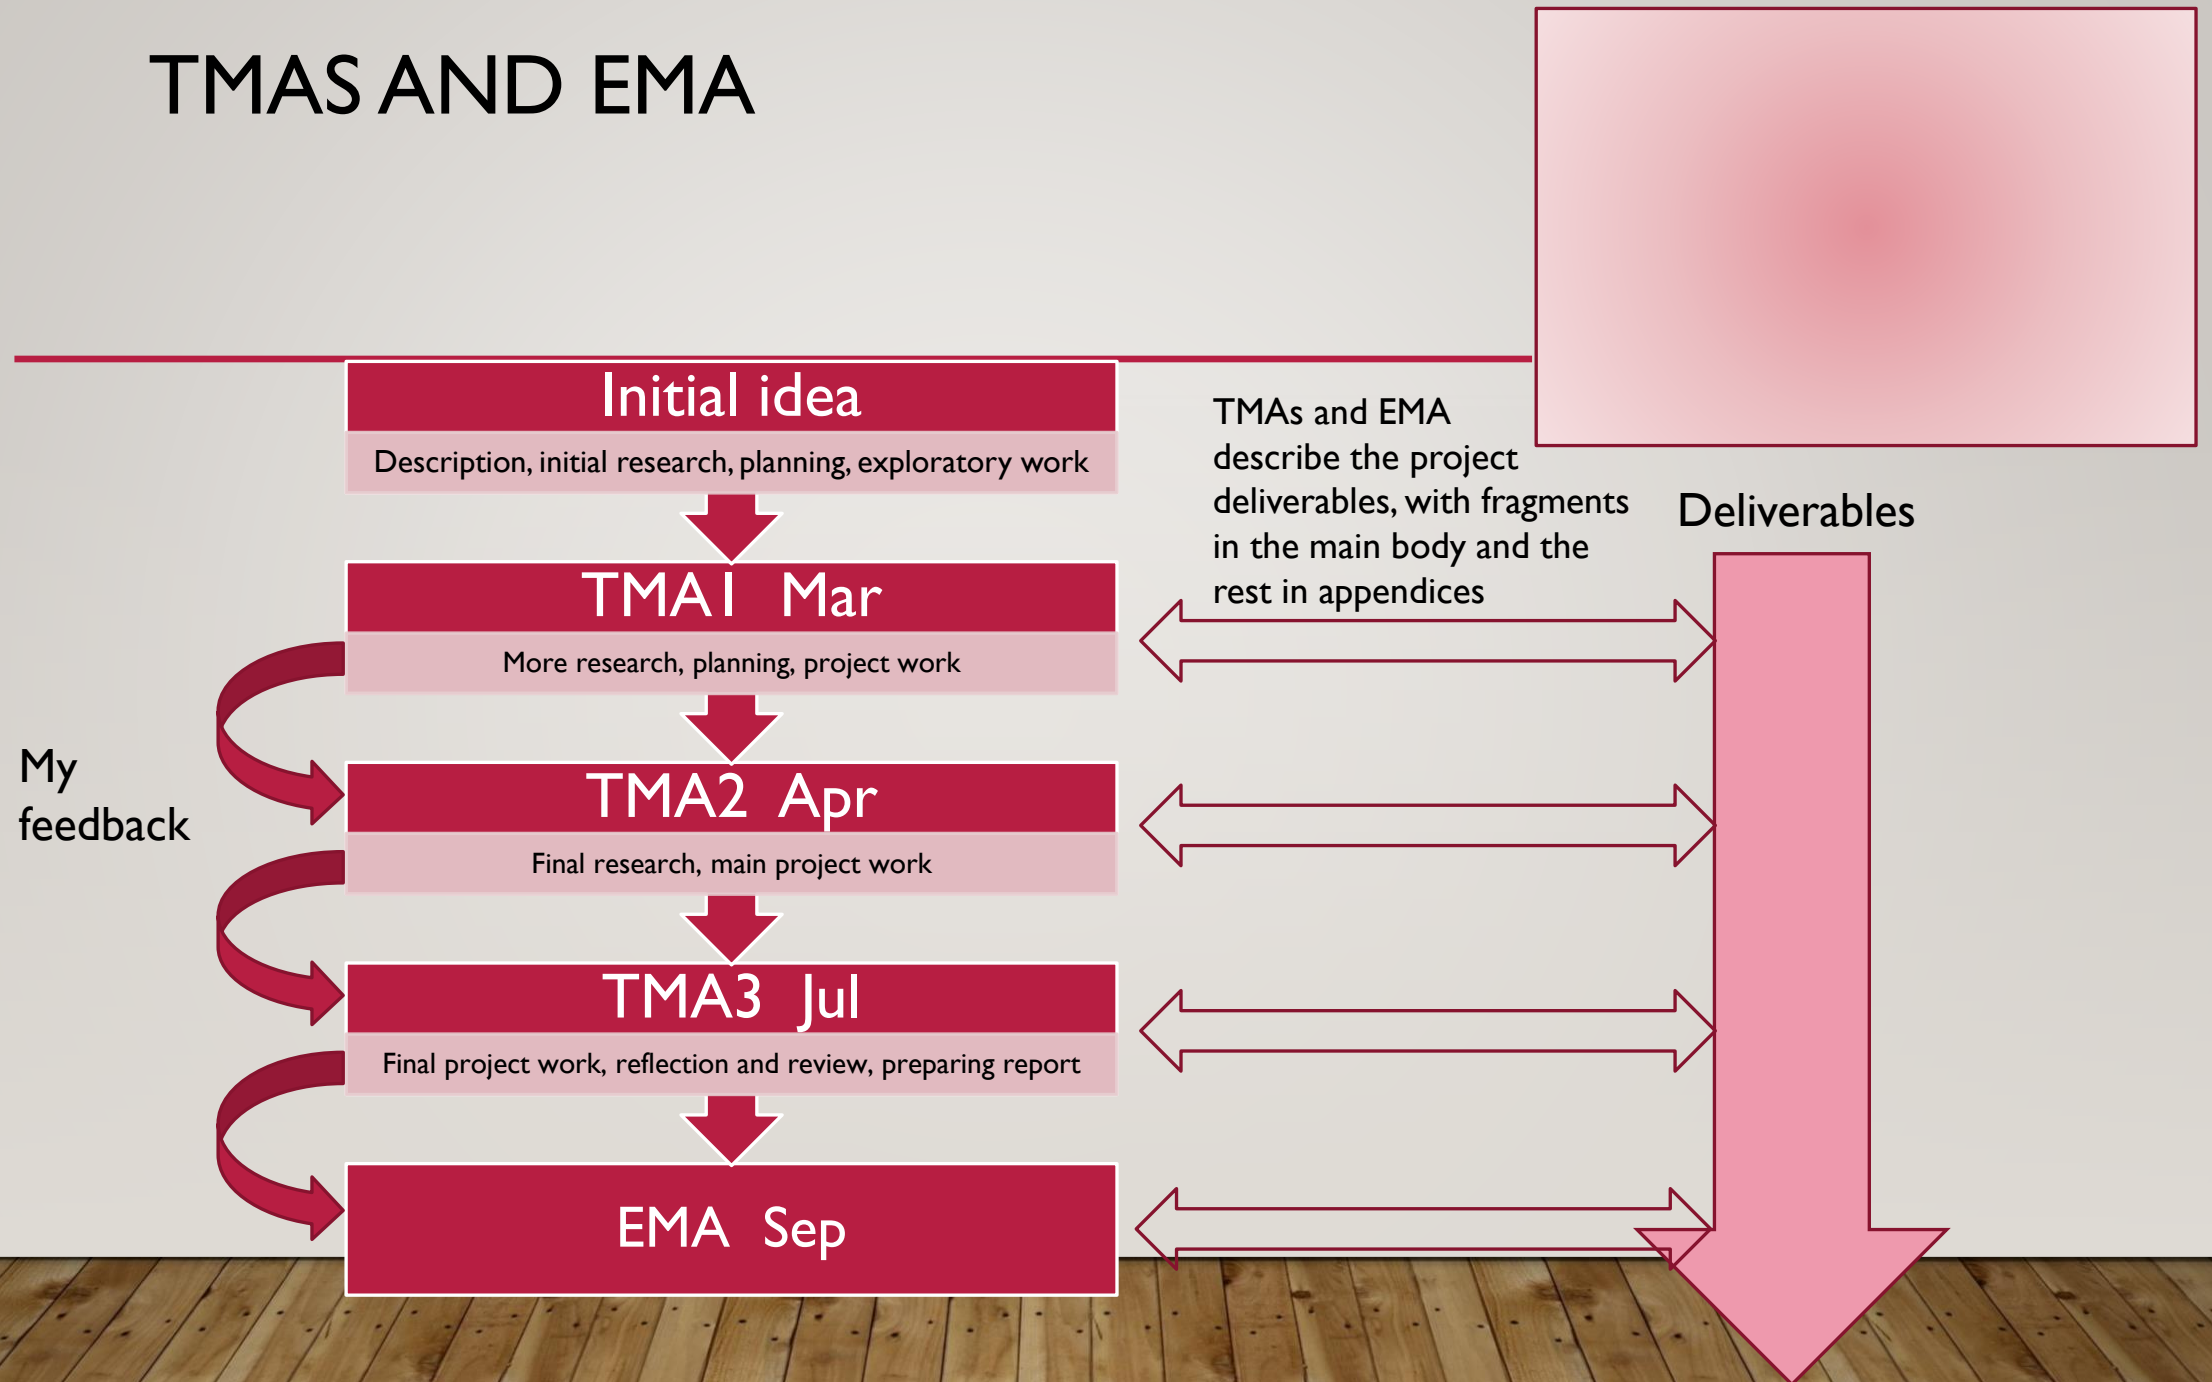 TMAS AND EMA
Initial idea
Description, initial research, planning, exploratory work
TMA1 Mar
More research, planning, project work
TMA2 Apr
Final research, main project work
TMA3 Jul
Final project work, reflection and review, preparing report
EMA Sep
My
feedback
TMAs and EMA
describe the project
deliverables, with fragments
in the main body and the
rest in appendices
Deliverables